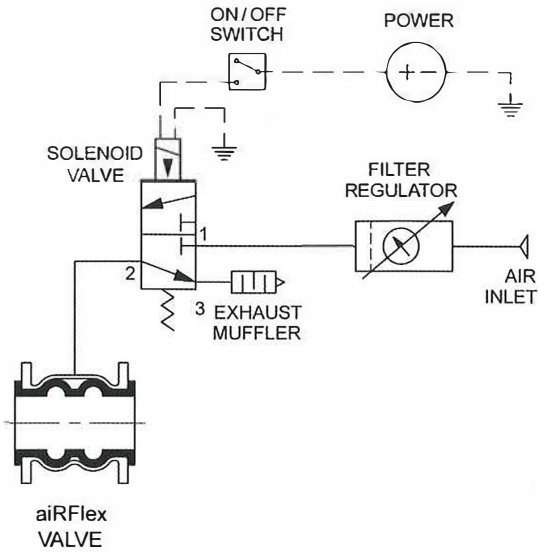 ON / OFF
SWITCH
POWER
SOLENOID
VALVE
FILTER
REGULATOR
1
2
3
EXHAUST
MUFFLER
AIR
INLET
aiRFlex
VALVE